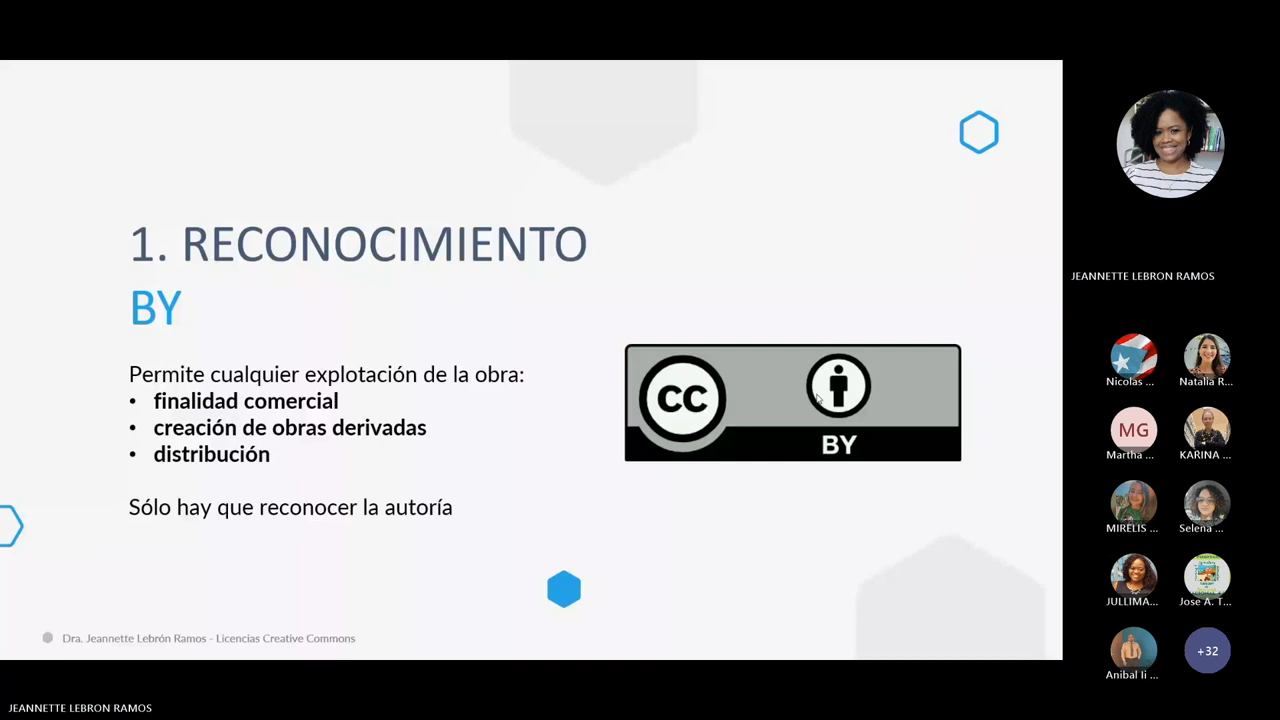 1. RECONOCIMIENTO
BY
Permite cualquier explotación de la obra:
• finalidad comercial
• creación de obras derivadas
• distribución
Sólo hay que reconocer la autoría
CC
BY
Dra. Jeannette Lebrón Ramos - Licencias Creative Commons
JEANNETTE LEBRON RAMOS
Nicolas ...
Natalia R...
MG
Martha ...
KARINA ...
MIRELIS ...
Selena ...
JULLIMA...
Jose A. T...
Anibal Ii ...
+32
JEANNETTE LEBRON RAMOS